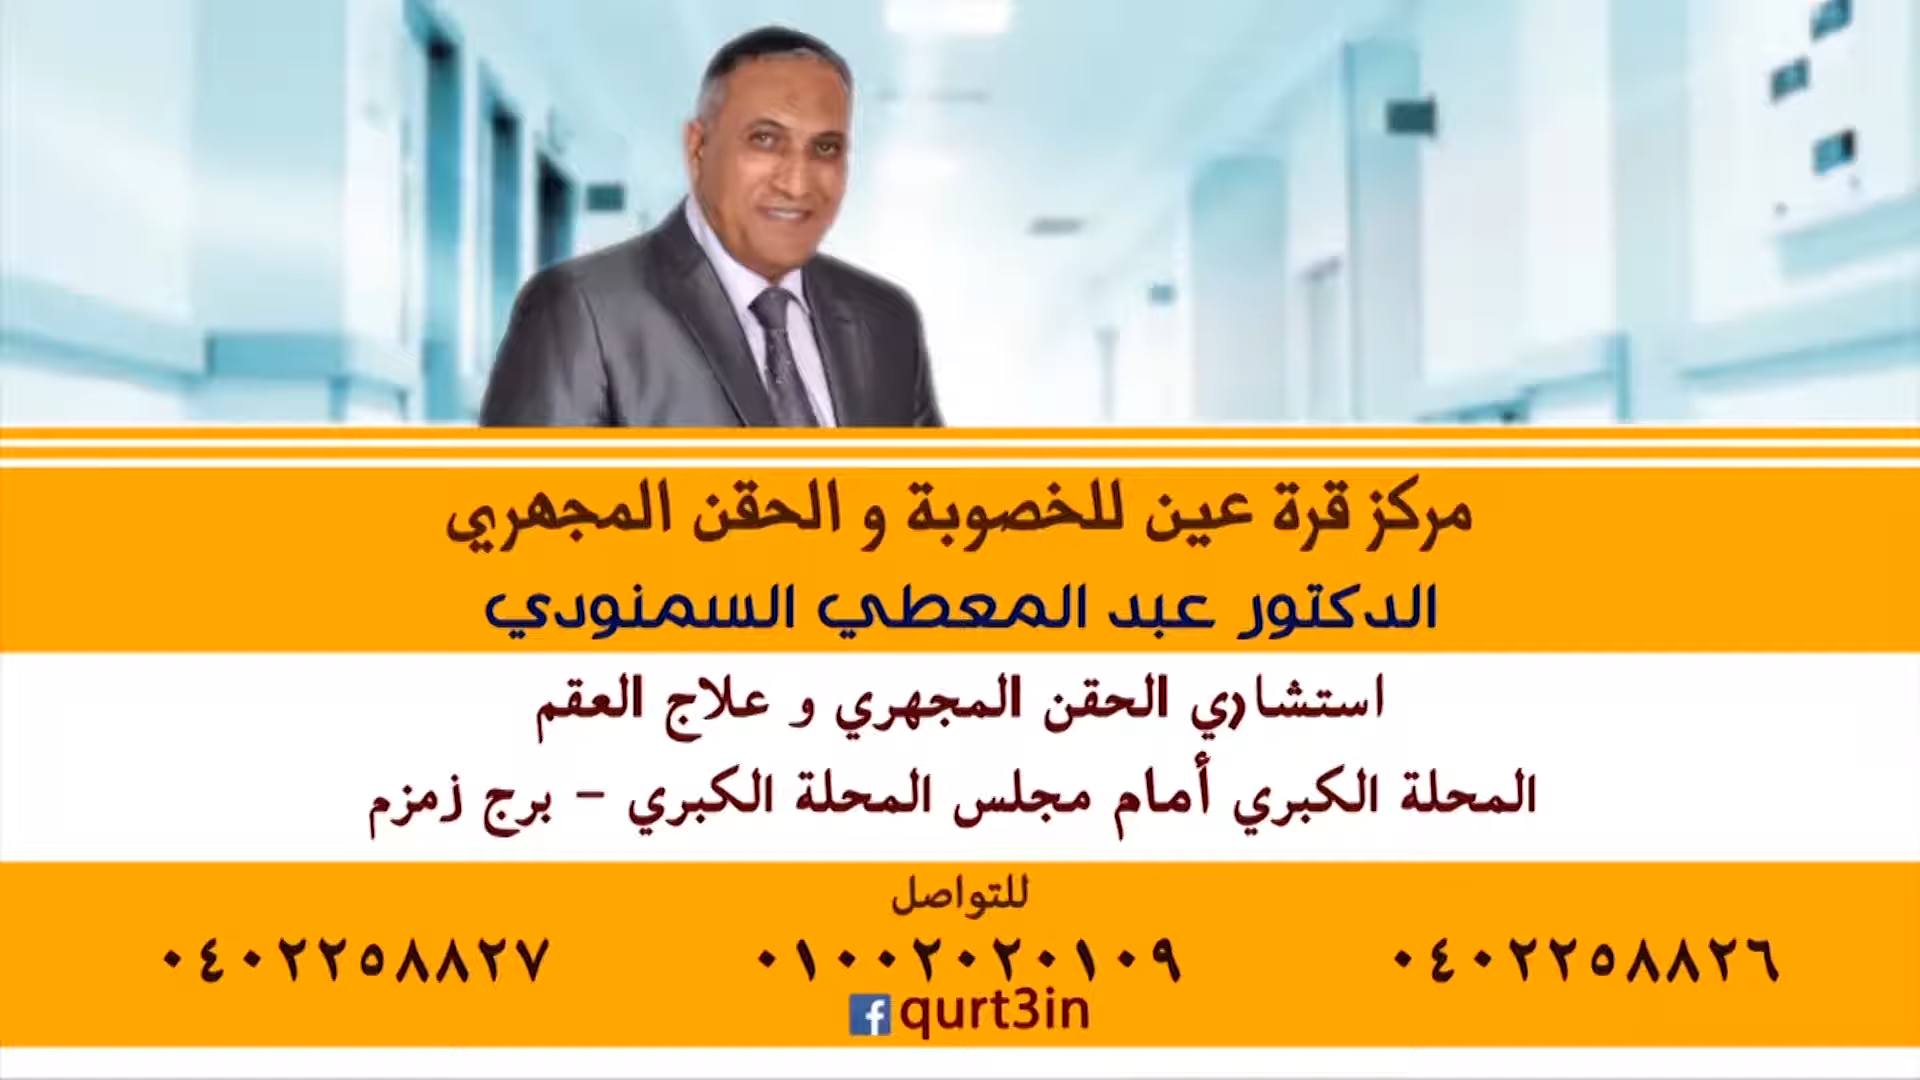 مركز قرة عين للخصوبة و الحقن المجهري
الدكتور عبد المعطي السمنودي
استشاري الحقن المجهري و علاج العقم
المحلة الكبري أمام مجلس المحلة الكبري – برج زمزم
للتواصل
٠٤٠٢٢٥٨٨٢٧ ٠١٠٠٢٠٢٠١٠٩ ٠٤٠٢٢٥٨٨٢٦
qurt3in